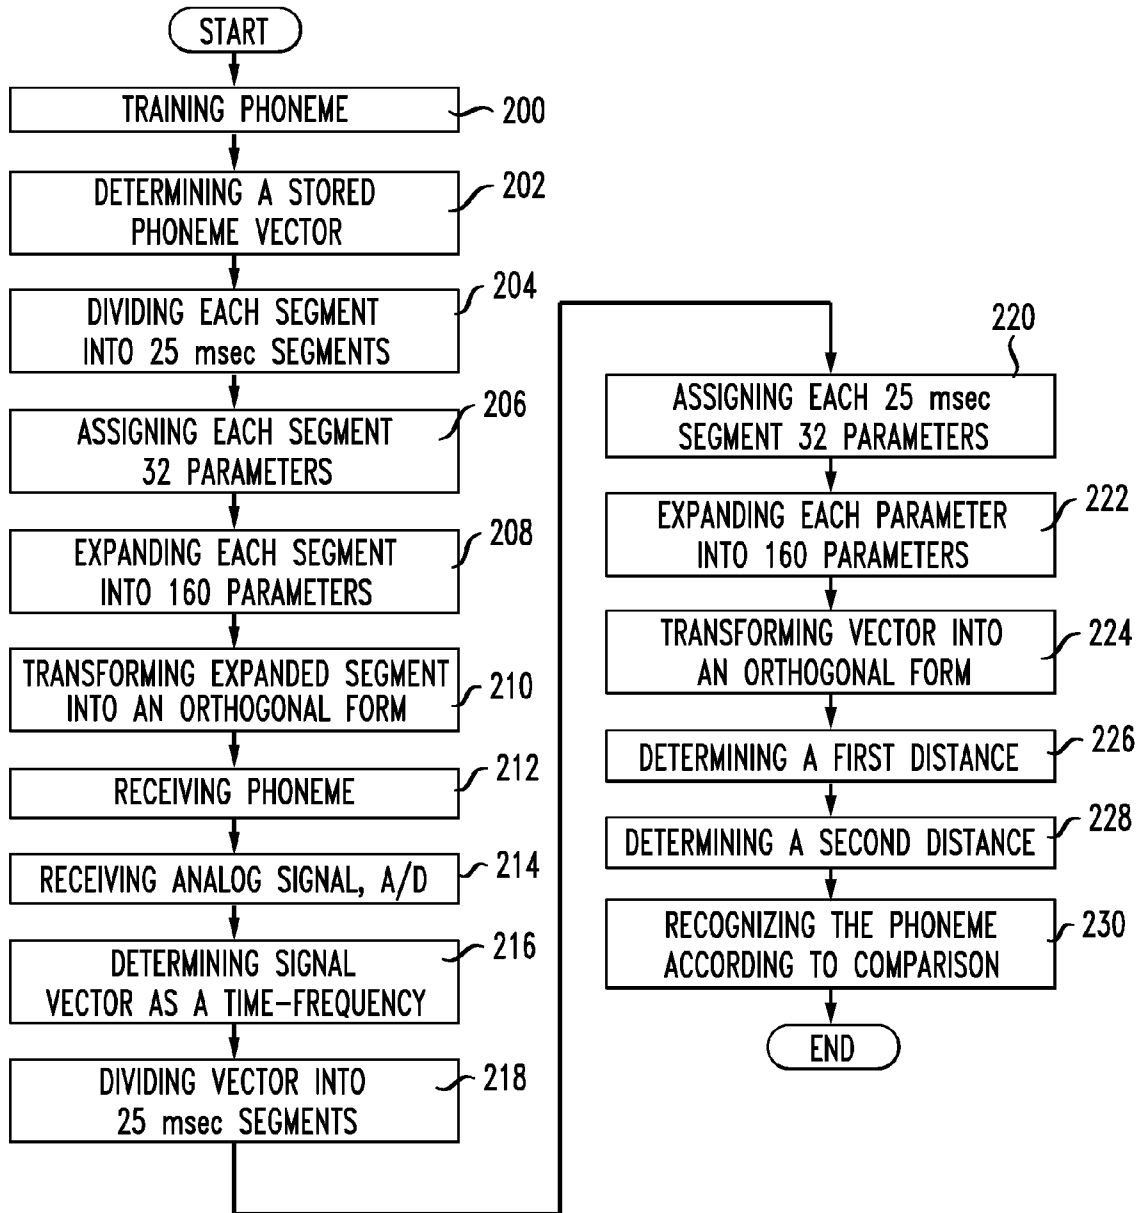 START
TRAINING PHONEME
200
DETERMINING A STORED
PHONEME VECTOR
202
DIVIDING EACH SEGMENT
INTO 25 msec SEGMENTS
204
ASSIGNING EACH SEGMENT
32 PARAMETERS
206
EXPANDING EACH SEGMENT
INTO 160 PARAMETERS
208
TRANSFORMING EXPANDED SEGMENT
INTO AN ORTHOGONAL FORM
210
RECEIVING PHONEME
212
RECEIVING ANALOG SIGNAL, A/D
214
DETERMINING SIGNAL
VECTOR AS A TIME-FREQUENCY
216
DIVIDING VECTOR INTO
25 msec SEGMENTS
218
220
ASSIGNING EACH 25 msec
SEGMENT 32 PARAMETERS
EXPANDING EACH PARAMETER
INTO 160 PARAMETERS
222
TRANSFORMING VECTOR INTO
AN ORTHOGONAL FORM
224
DETERMINING A FIRST DISTANCE
226
DETERMINING A SECOND DISTANCE
228
RECOGNIZING THE PHONEME
ACCORDING TO COMPARISON
230
END